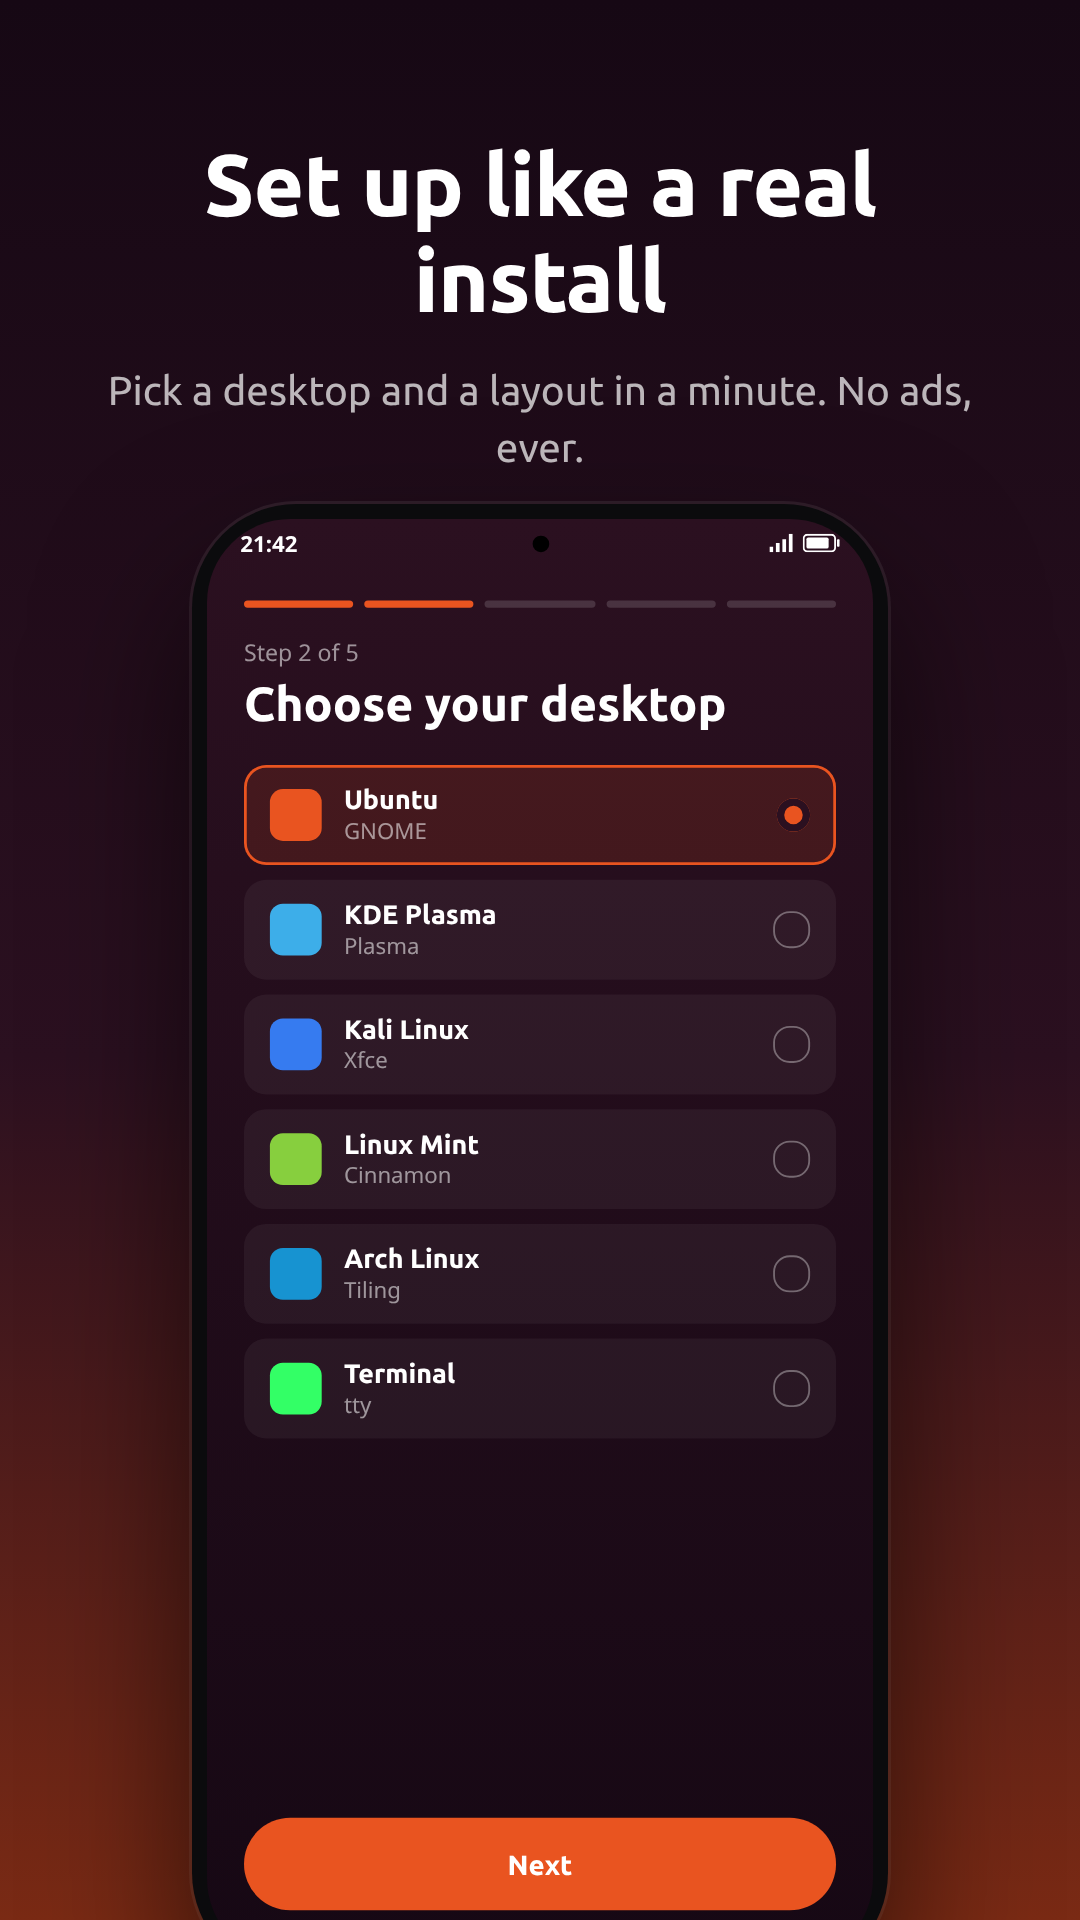 Set up like a real
install
Pick a desktop and a layout in a minute. No ads,
ever.
21:42
Step 2 of 5
Choose your desktop
Ubuntu
GNOME
KDE Plasma
Plasma
Kali Linux
Xfce
Linux Mint
Cinnamon
Arch Linux
Tiling
Terminal
tty
Next